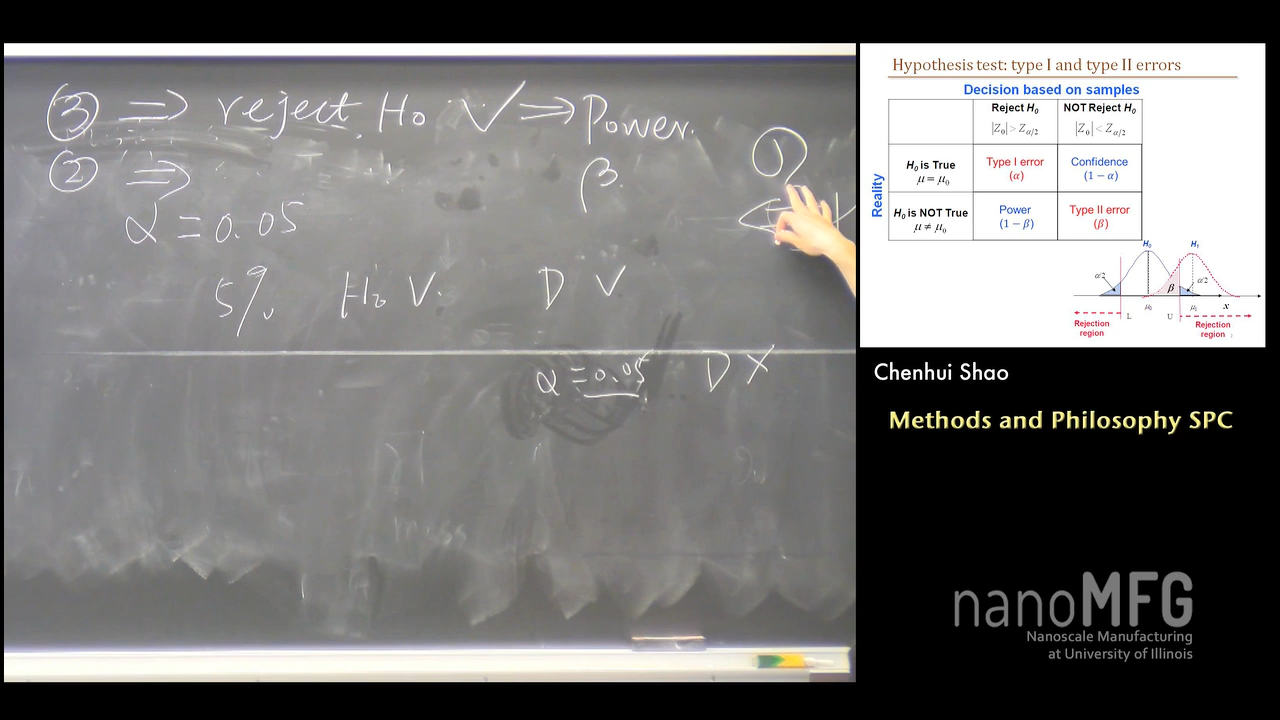 ③ ⇒ reject H₀ ✓ ⇒ Power.
② ⇒ β.
①
α = 0.05
5% H₀ V. D V
α = 0.05 D X
Hypothesis test: type I and type II errors
Decision based on samples
Reject H₀ NOT Reject H₀
|Z₀| > Z_α/2 |Z₀| < Z_α/2
Reality
H₀ is True Type I error Confidence
μ = μ₀ (α) (1 − α)
H₀ is NOT True Power Type II error
μ ≠ μ₀ (1 − β) (β)
H₀ H₁
α/2 β α/2
μ₀ μ₁ x
L U
Rejection region
Rejection region
Chenhui Shao
Methods and Philosophy SPC
nanoMFG
Nanoscale Manufacturing
at University of Illinois